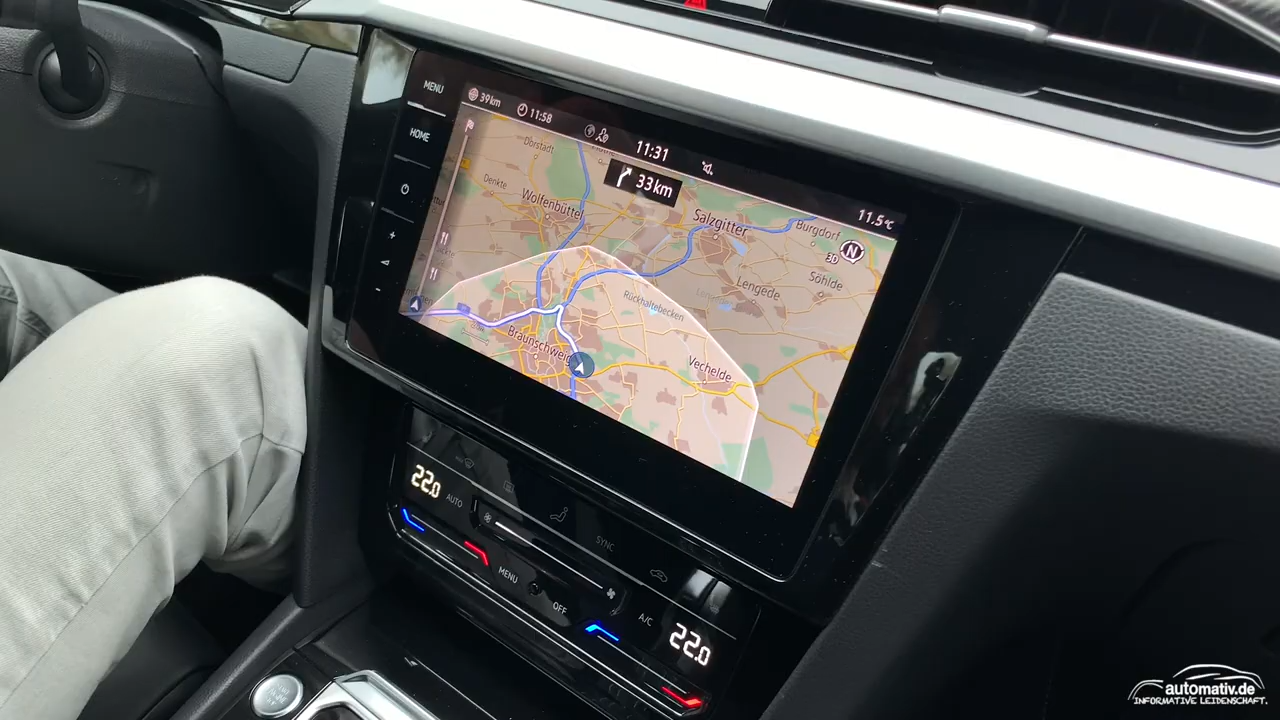 MENU
HOME
39km
11:58
11:31
11.5°C
33km
Dorstadt
Denkte
Wolfenbüttel
Salzgitter
Burgdorf
3D
N
Söhlde
Lengede
Rückhaltebecken
Braunschweig
Vechelde
22.0
AUTO
SYNC
MENU
OFF
A/C
22.0
automativ.de
INFORMATIVE LEIDENSCHAFT.